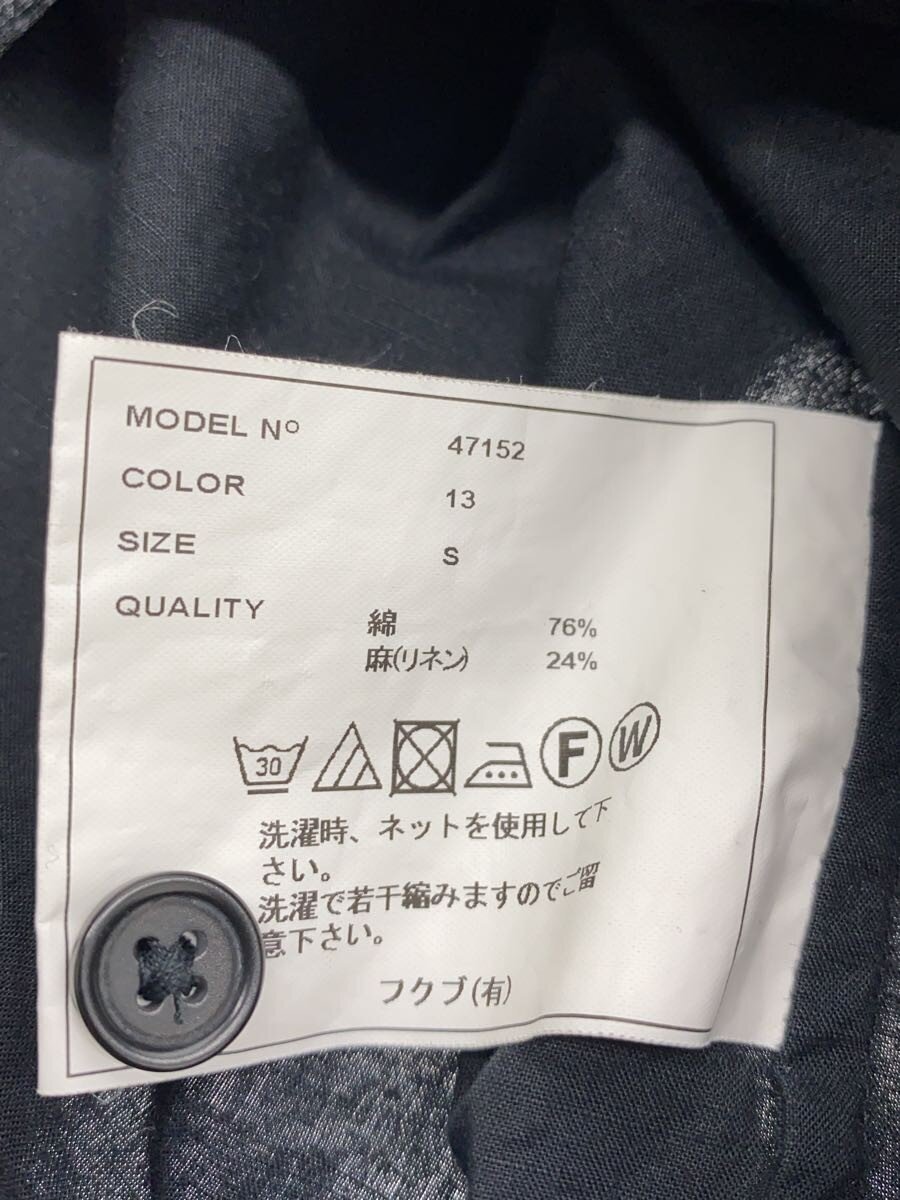 MODEL Nº 47152
COLOR 13
SIZE S
QUALITY
綿 76%
麻(リネン) 24%
30 F W
洗濯時、ネットを使用して下
さい。
洗濯で若干縮みますのでご留
意下さい。
フクブ(有)